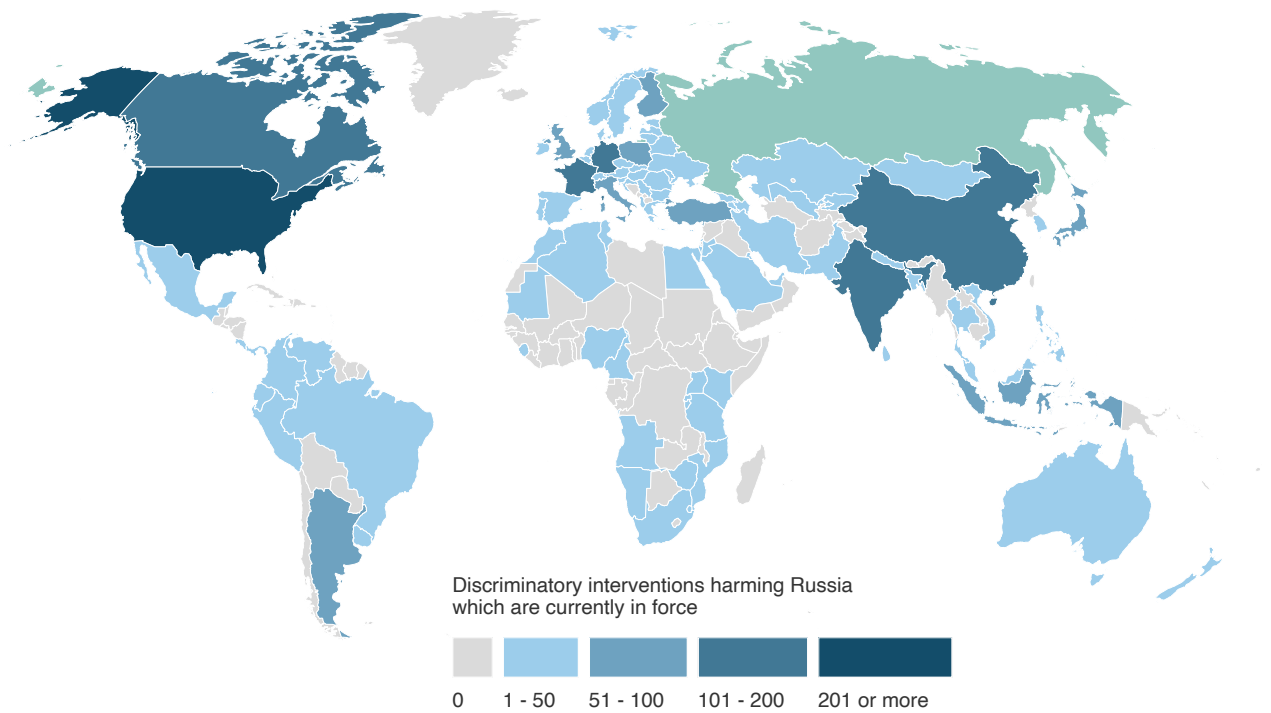 Discriminatory interventions harming Russia
which are currently in force
0
1 - 50
51 - 100
101 - 200
201 or more